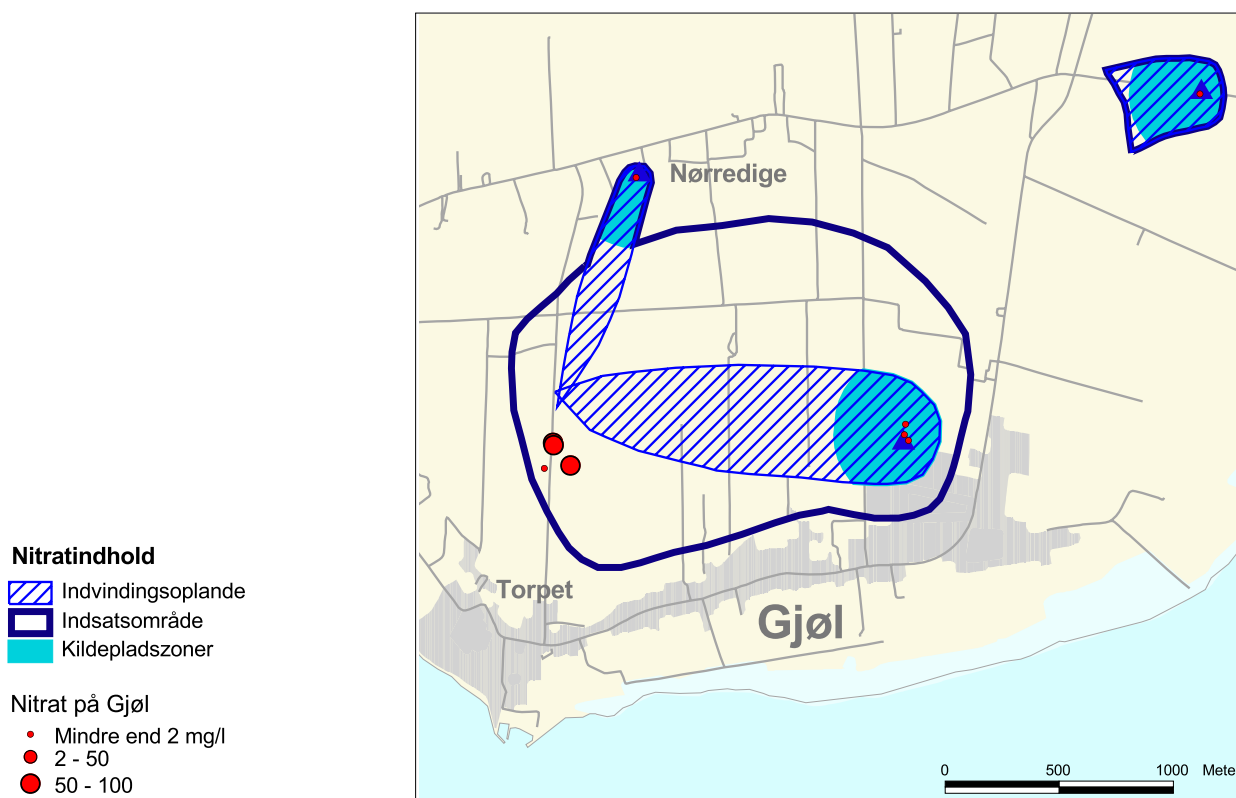 Nørredige
Torpet
Gjøl
Nitratindhold
Indvindingsoplande
Indsatsområde
Kildepladszoner
Nitrat på Gjøl
Mindre end 2 mg/l
2 - 50
50 - 100
0 500 1000 Mete